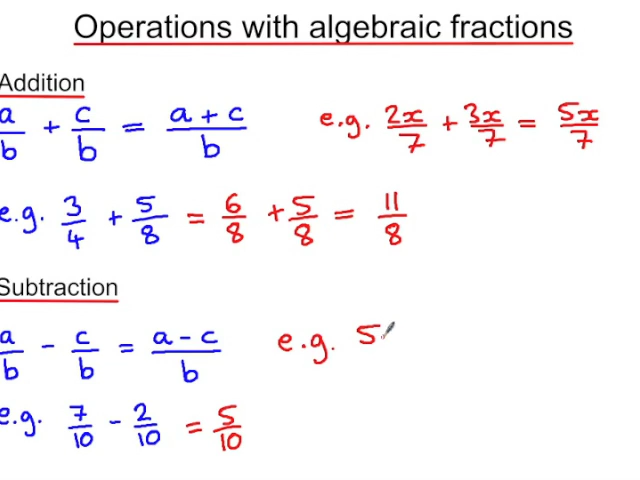 Operations with algebraic fractions
Addition
a/b + c/b = a + c/b e.g. 2x/7 + 3x/7 = 5x/7
e.g. 3/4 + 5/8 = 6/8 + 5/8 = 11/8
Subtraction
a/b - c/b = a - c/b e.g. 5
e.g. 7/10 - 2/10 = 5/10